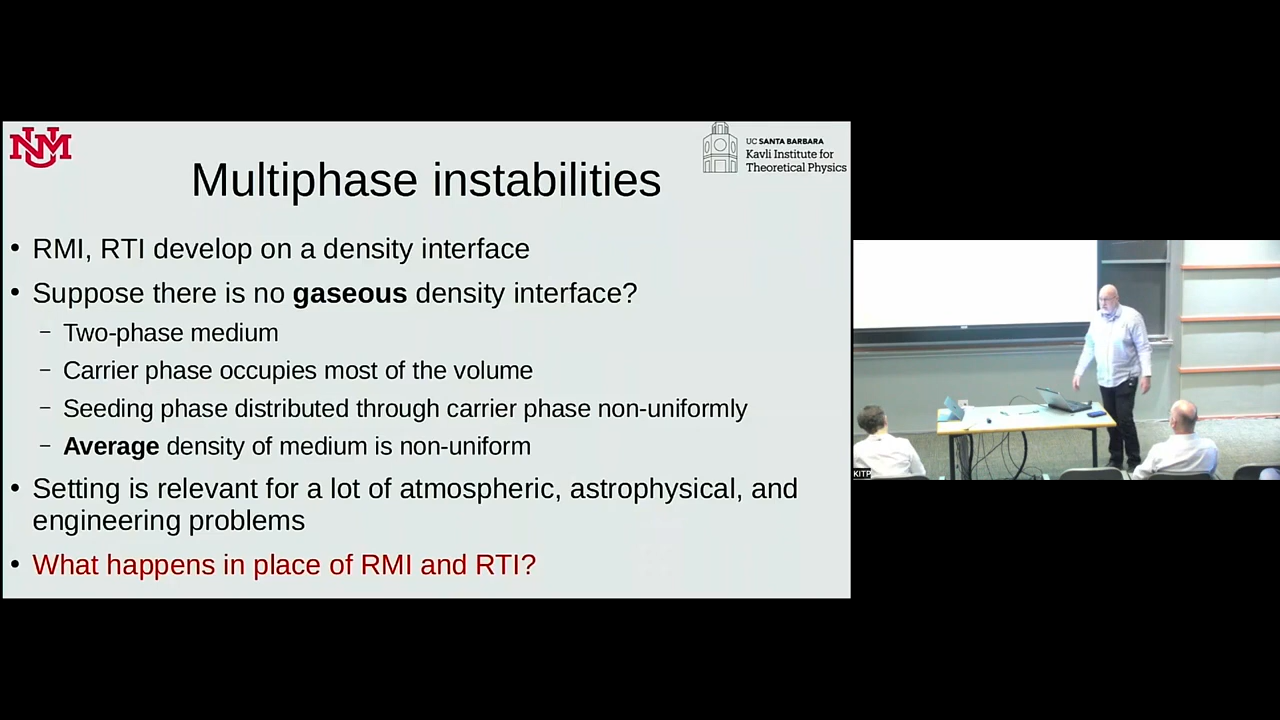 UNM
UC SANTA BARBARA
Kavli Institute for
Theoretical Physics
Multiphase instabilities
• RMI, RTI develop on a density interface
• Suppose there is no gaseous density interface?
– Two-phase medium
– Carrier phase occupies most of the volume
– Seeding phase distributed through carrier phase non-uniformly
– Average density of medium is non-uniform
• Setting is relevant for a lot of atmospheric, astrophysical, and
engineering problems
• What happens in place of RMI and RTI?
KITP